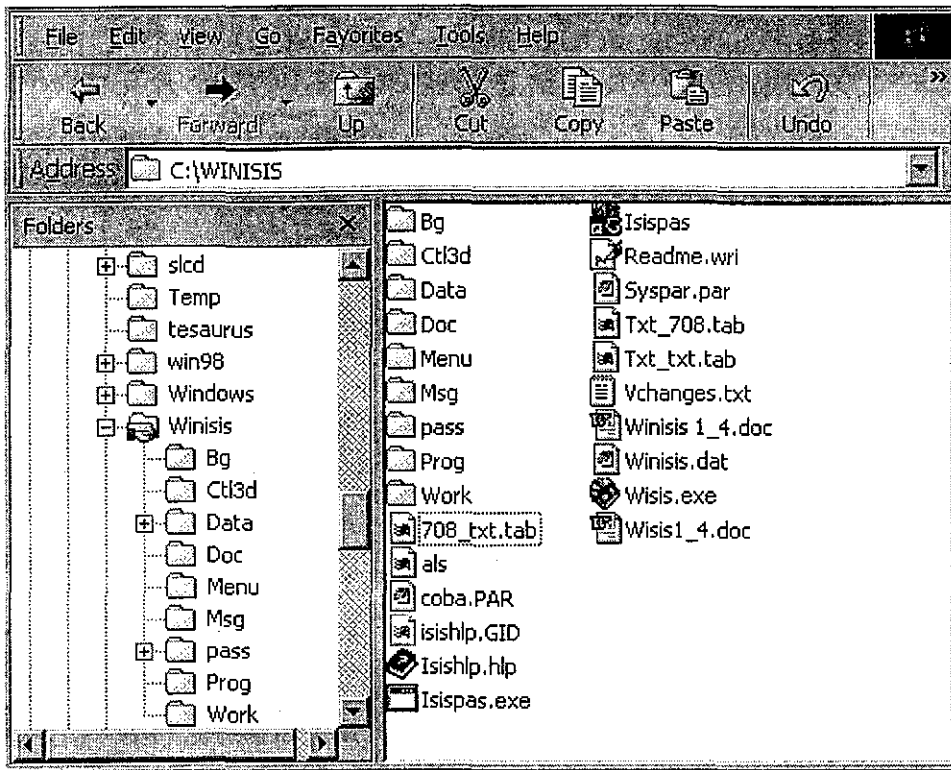 File Edit View Go Favorites Tools Help
Back Forward Up Cut Copy Paste Undo »
Address C:\WINISIS
Folders
slcd
Temp
tesaurus
win98
Windows
Winisis
Bg
Ctl3d
Data
Doc
Menu
Msg
pass
Prog
Work
Bg
Ctl3d
Data
Doc
Menu
Msg
pass
Prog
Work
708_txt.tab
als
coba.PAR
isishlp.GID
Isishlp.hlp
Isispas.exe
Isispas
Readme.wri
Syspar.par
Txt_708.tab
Txt_txt.tab
Vchanges.txt
Winisis 1_4.doc
Winisis.dat
Wisis.exe
Wisis1_4.doc